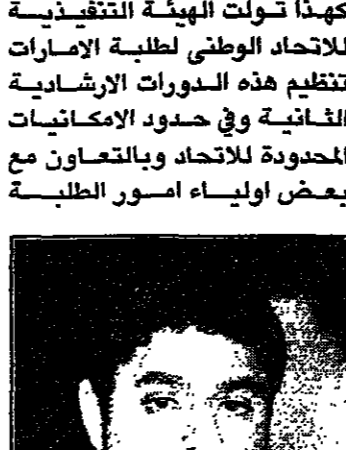 كهذا تولت الهيئة التنفيذية
للاتحاد الوطنى لطلبة الامارات
تنظيم هذه الدورات الارشادية
الثانية وفي حدود الامكانيات
المحدودة للاتحاد وبالتعاون مع
بعض اولياء امور الطلبة